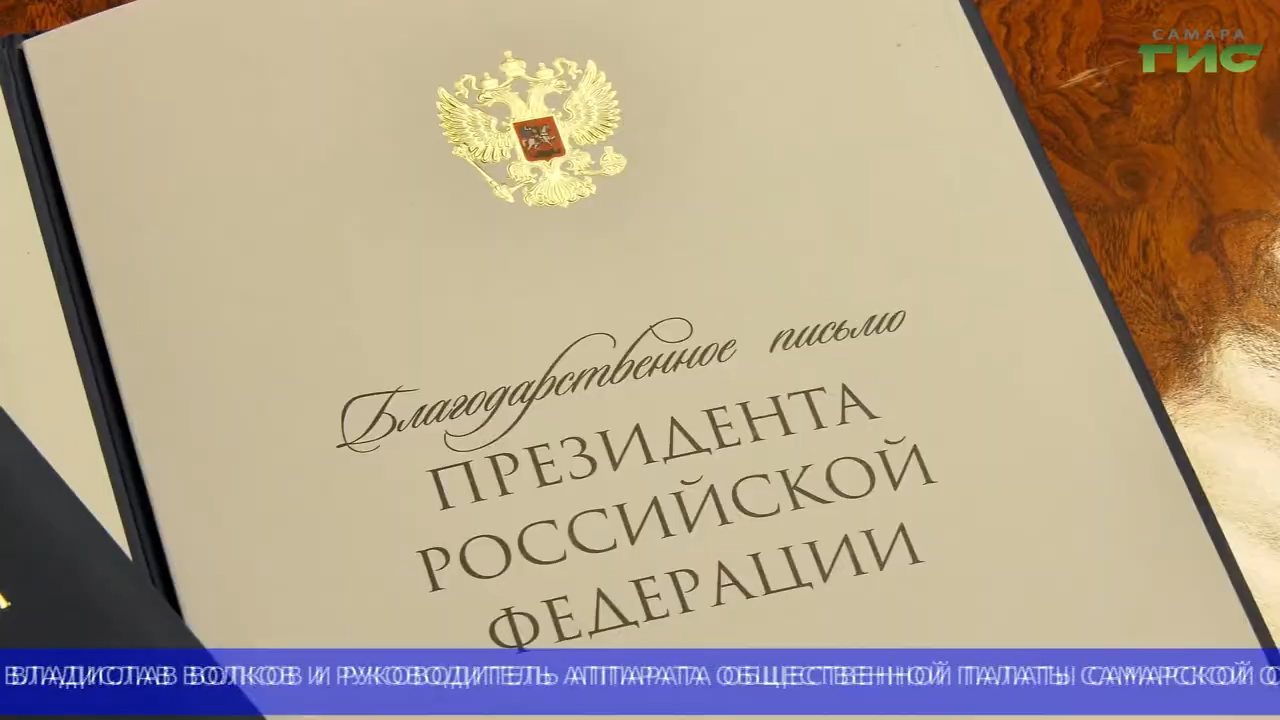 САМАРА
ГИС
Благодарственное письмо
ПРЕЗИДЕНТА
РОССИЙСКОЙ
ФЕДЕРАЦИИ
ВЛАДИСЛАВ ВОЛКОВ И РУКОВОДИТЕЛЬ АППАРАТА ОБЩЕСТВЕННОЙ ПАЛАТЫ САМАРСКОЙ О